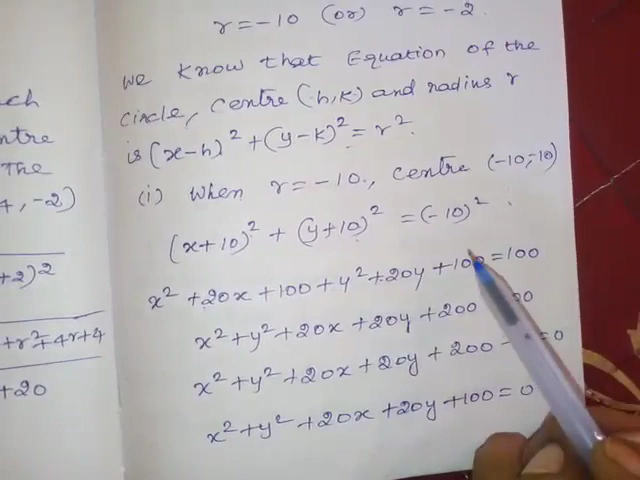 r = -10 (or) r = -2.
We know that Equation of the
circle, centre (h,k) and radius r
is (x-h)² + (y-k)² = r²
(i) when r = -10., centre (-10,-10)
(x+10)² + (y+10)² = (-10)²
x² + 20x + 100 + y² + 20y + 100 = 100
x² + y² + 20x + 20y + 200
x² + y² + 20x + 20y + 200 - =0
x² + y² + 20x + 20y + 100 = 0
ntre
The
, -2)
+2)²
+r²+4r+4
+20